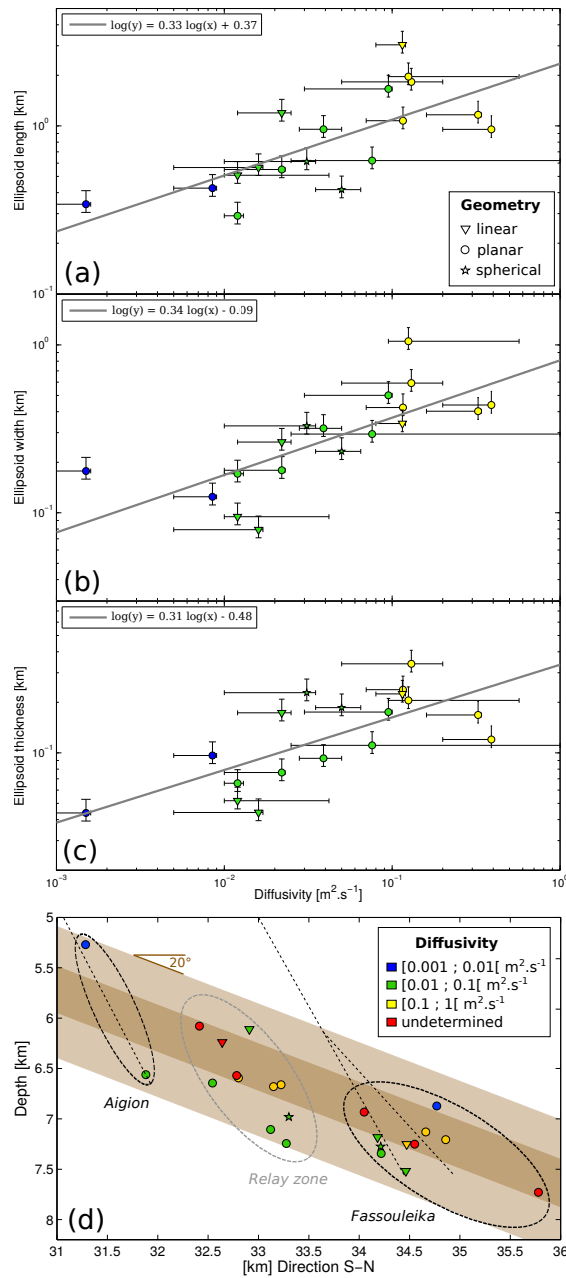 log(y) = 0.33 log(x) + 0.37
10¹
10⁰
10⁻¹
Ellipsoid length [km]
Geometry
linear
planar
spherical
(a)
log(y) = 0.34 log(x) - 0.09
10⁰
10⁻¹
Ellipsoid width [km]
(b)
log(y) = 0.31 log(x) - 0.48
10⁻¹
Ellipsoid thickness [km]
(c)
10⁻³ 10⁻² 10⁻¹ 10⁰
Diffusivity [m².s⁻¹]
5
5.5
6
6.5
7
7.5
8
Depth [km]
20°
Diffusivity
[0.001 ; 0.01[ m².s⁻¹
[0.01 ; 0.1[ m².s⁻¹
[0.1 ; 1[ m².s⁻¹
undetermined
Aigion
Relay zone
Fassouleika
(d)
31 31.5 32 32.5 33 33.5 34 34.5 35 35.5 36
[km] Direction S-N